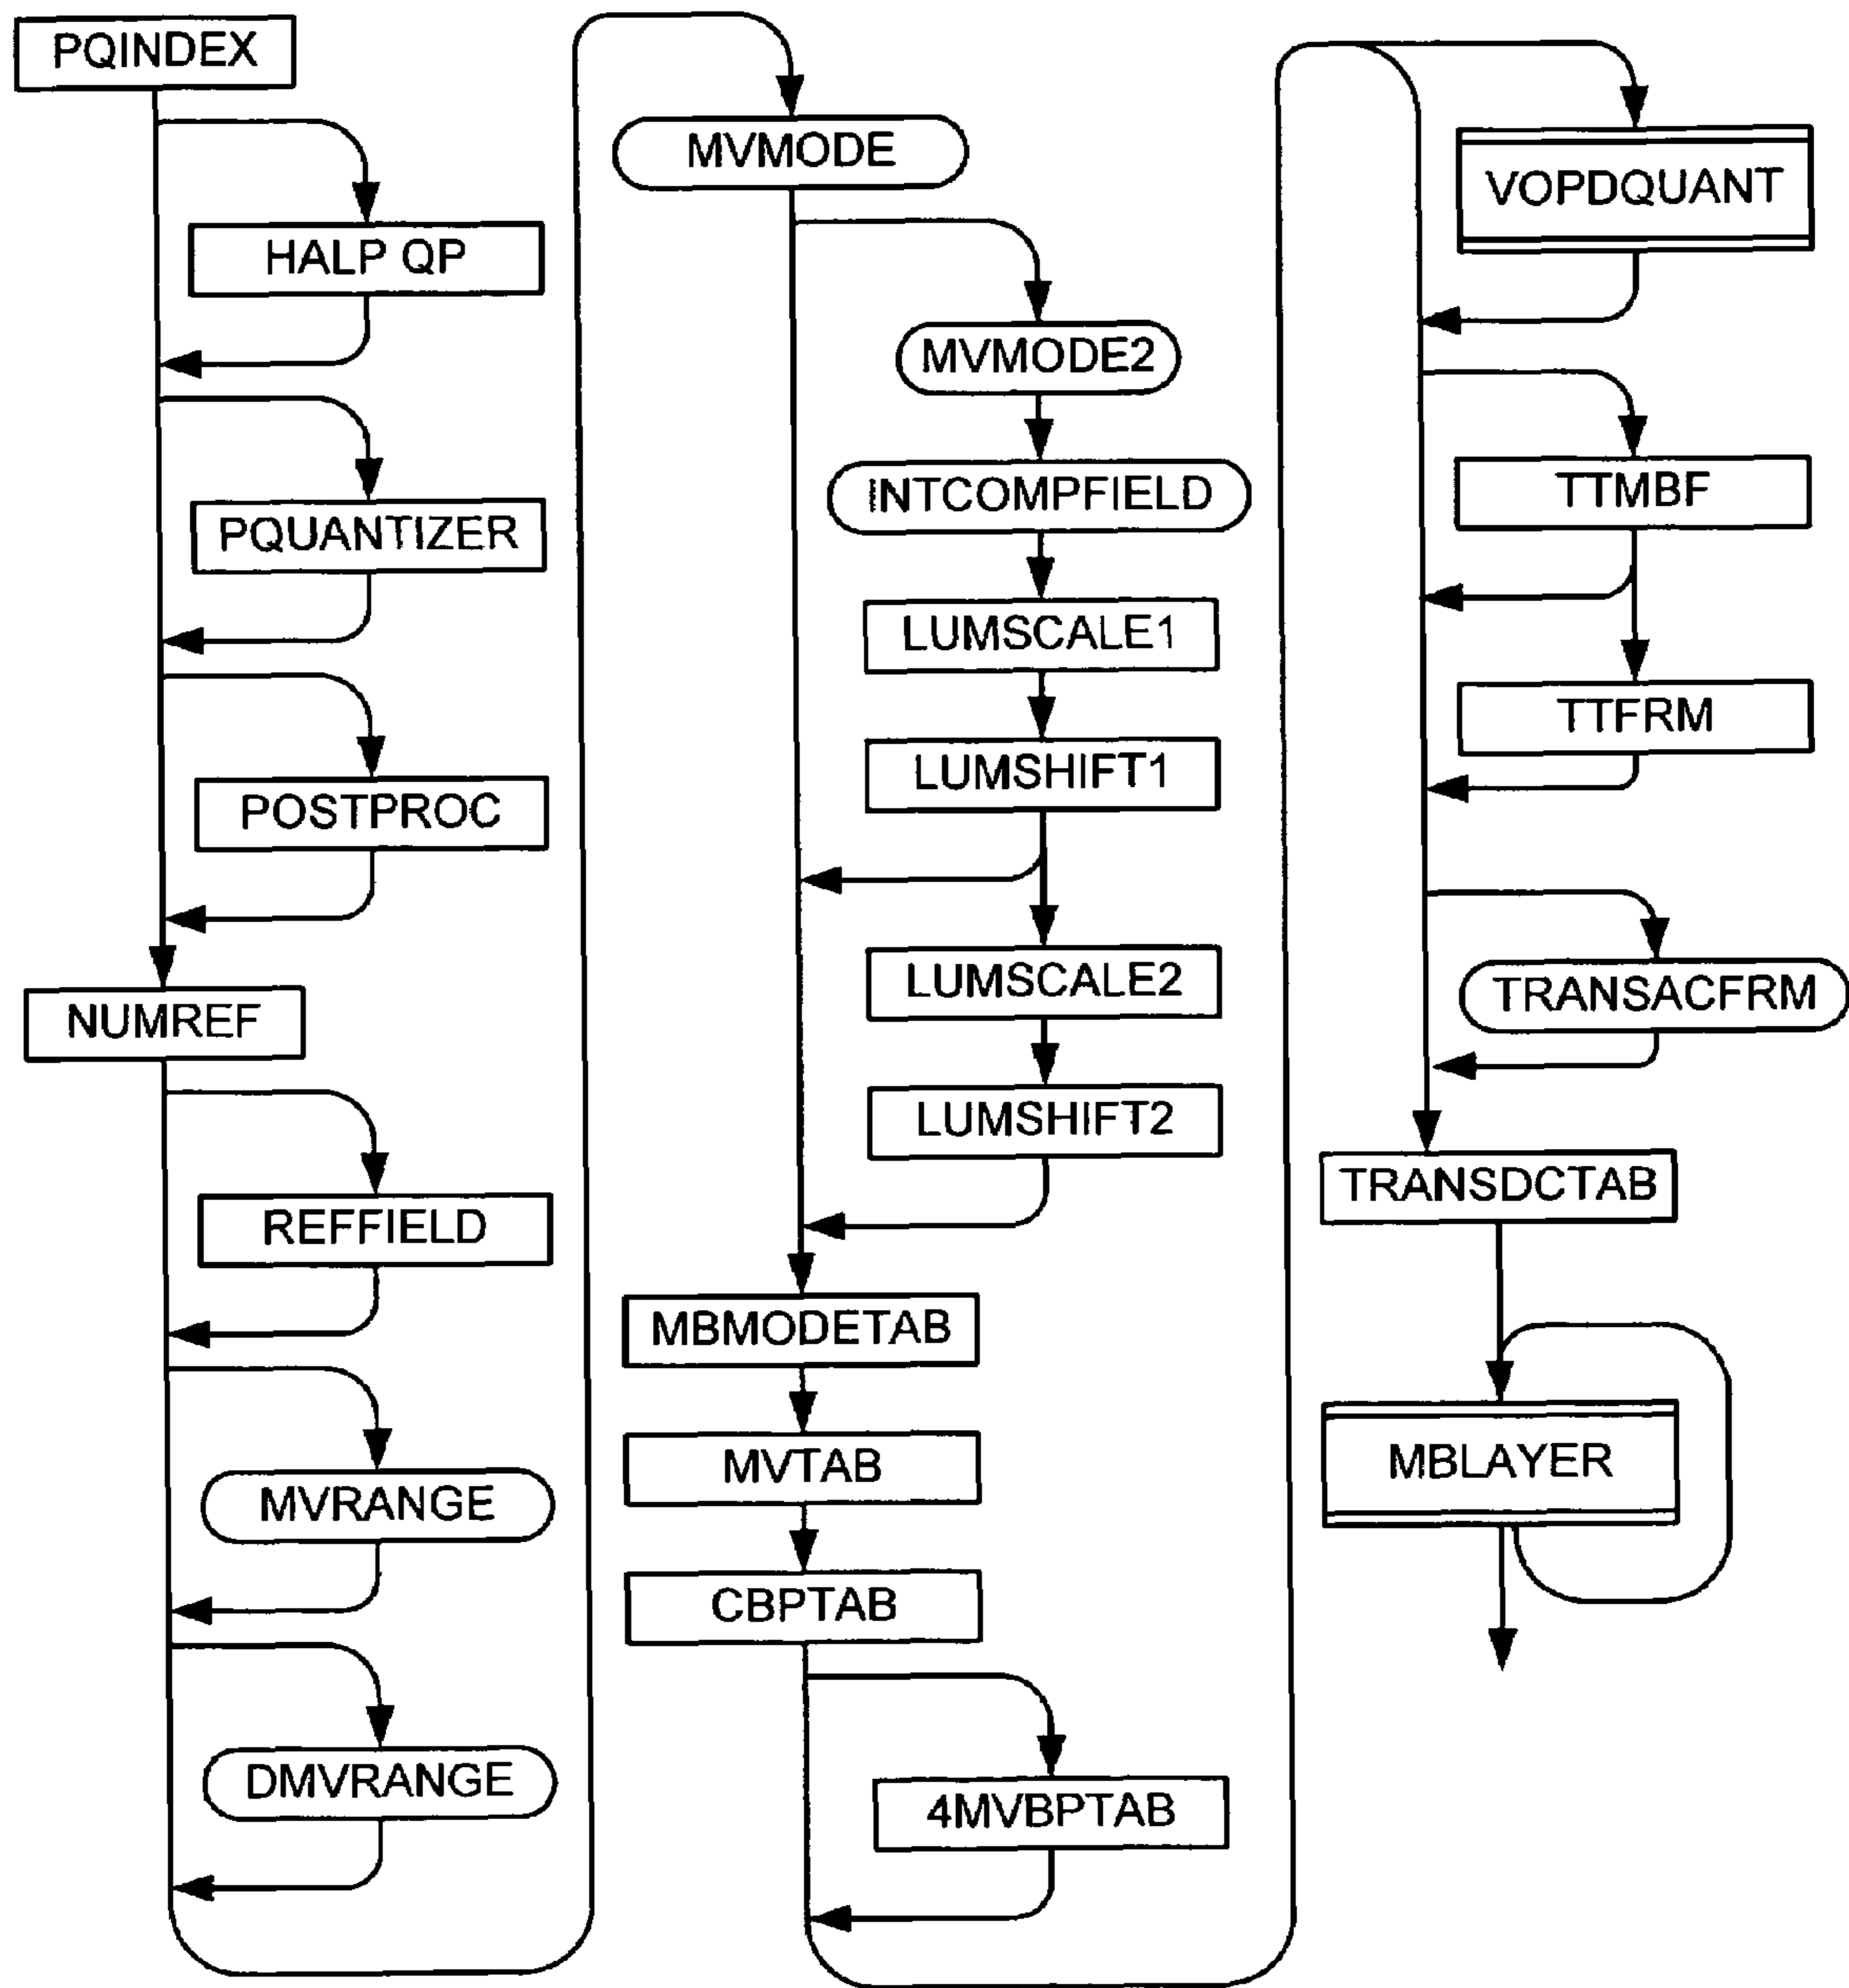 PQINDEX
HALP QP
PQUANTIZER
POSTPROC
NUMREF
REFFIELD
MVRANGE
DMVRANGE
MVMODE
MVMODE2
INTCOMPFIELD
LUMSCALE1
LUMSHIFT1
LUMSCALE2
LUMSHIFT2
MBMODETAB
MVTAB
CBPTAB
4MVBPTAB
VOPDQUANT
TTMBF
TTFRM
TRANSACFRM
TRANSDCTAB
MBLAYER